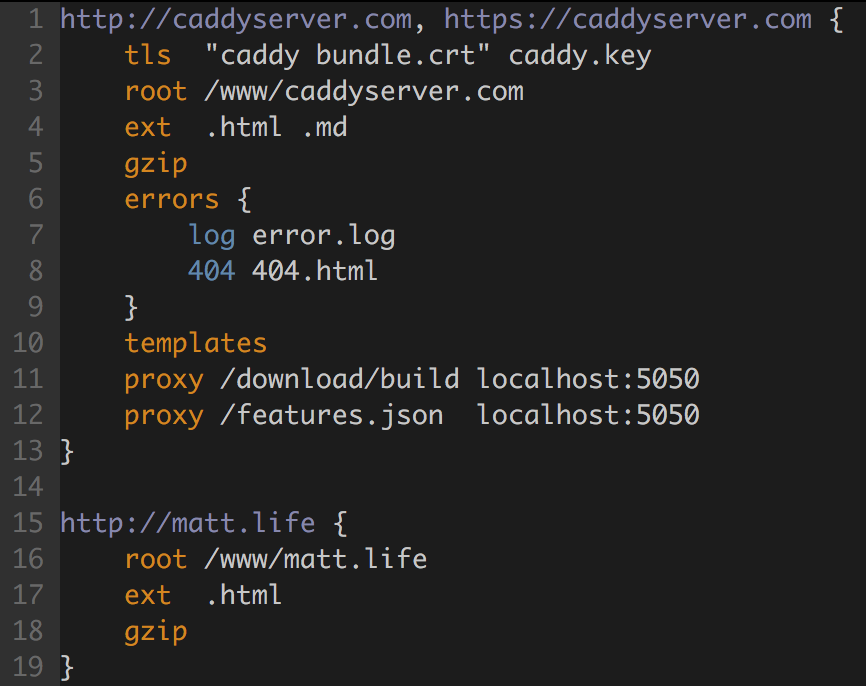 1 http://caddyserver.com, https://caddyserver.com {
2     tls  "caddy bundle.crt" caddy.key
3     root /www/caddyserver.com
4     ext  .html .md
5     gzip
6     errors {
7         log error.log
8         404 404.html
9     }
10     templates
11     proxy /download/build localhost:5050
12     proxy /features.json  localhost:5050
13 }
14
15 http://matt.life {
16     root /www/matt.life
17     ext  .html
18     gzip
19 }